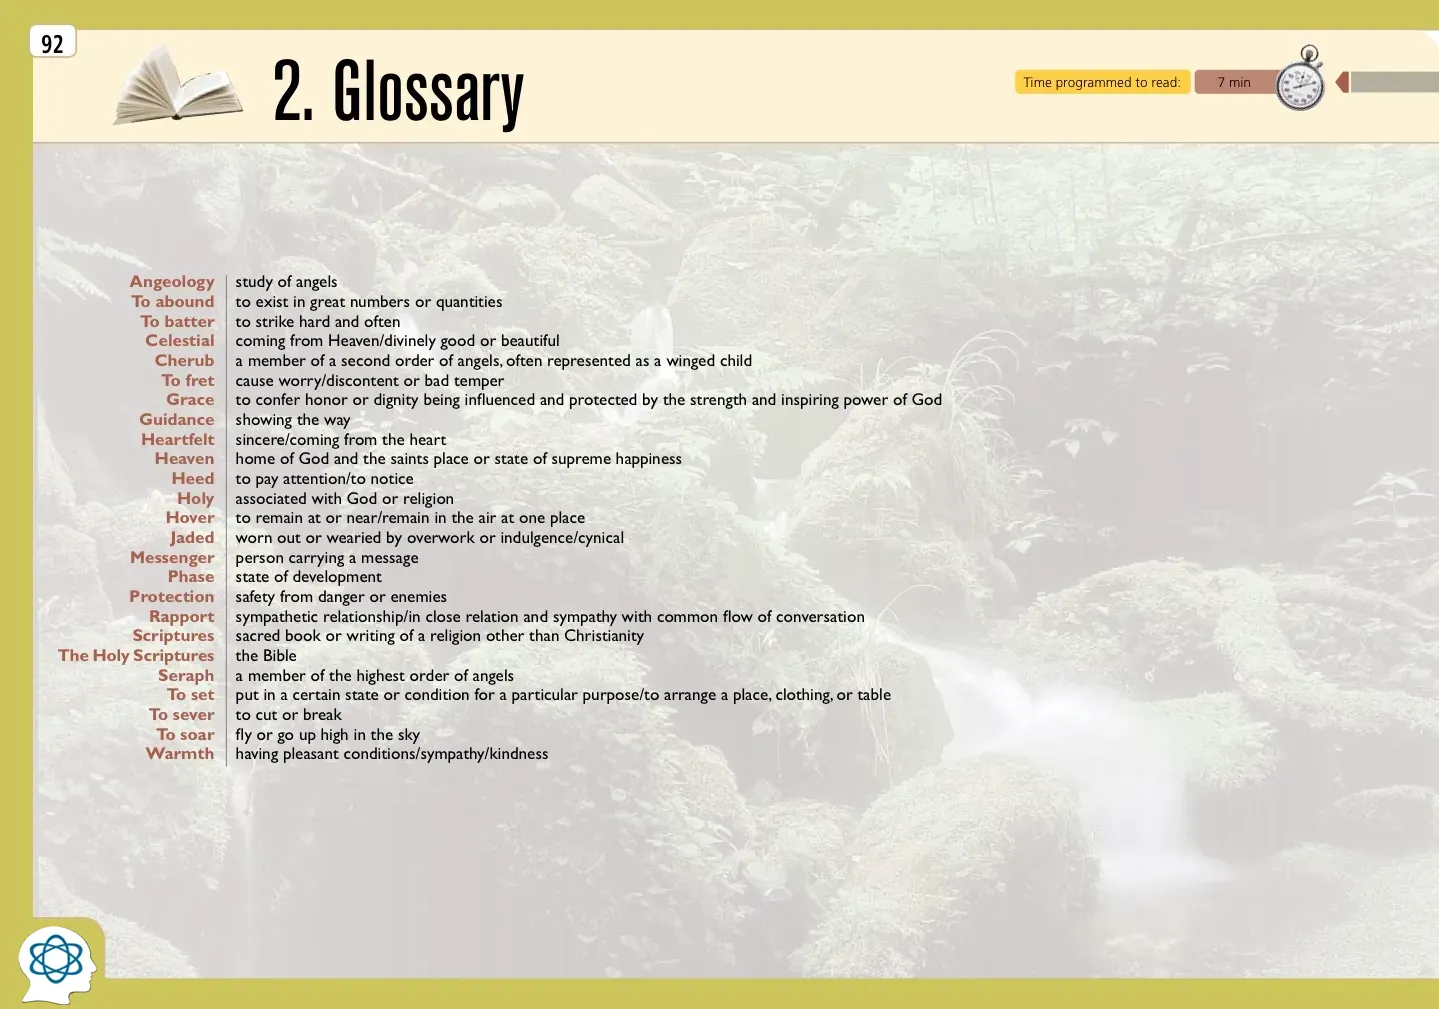 92
2. Glossary
Time programmed to read: 7 min
Angeology study of angels
To abound to exist in great numbers or quantities
To batter to strike hard and often
Celestial coming from Heaven/divinely good or beautiful
Cherub a member of a second order of angels, often represented as a winged child
To fret cause worry/discontent or bad temper
Grace to confer honor or dignity being influenced and protected by the strength and inspiring power of God
Guidance showing the way
Heartfelt sincere/coming from the heart
Heaven home of God and the saints place or state of supreme happiness
Heed to pay attention/to notice
Holy associated with God or religion
Hover to remain at or near/remain in the air at one place
Jaded worn out or wearied by overwork or indulgence/cynical
Messenger person carrying a message
Phase state of development
Protection safety from danger or enemies
Rapport sympathetic relationship/in close relation and sympathy with common flow of conversation
Scriptures sacred book or writing of a religion other than Christianity
The Holy Scriptures the Bible
Seraph a member of the highest order of angels
To set put in a certain state or condition for a particular purpose/to arrange a place, clothing, or table
To sever to cut or break
To soar fly or go up high in the sky
Warmth having pleasant conditions/sympathy/kindness